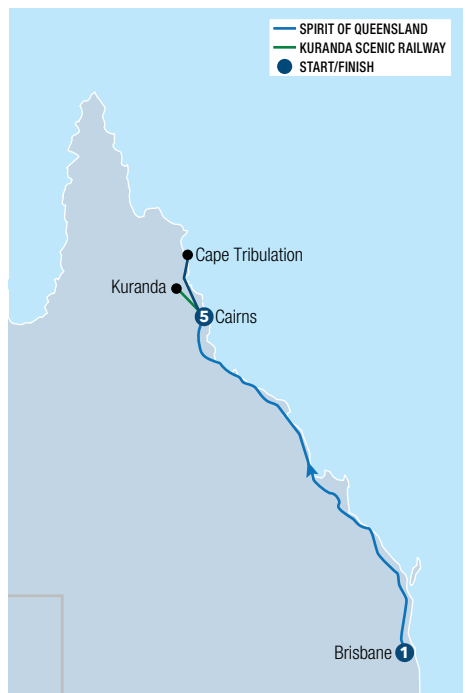 SPIRIT OF QUEENSLAND
KURANDA SCENIC RAILWAY
START/FINISH
Cape Tribulation
Kuranda
5 Cairns
Brisbane 1